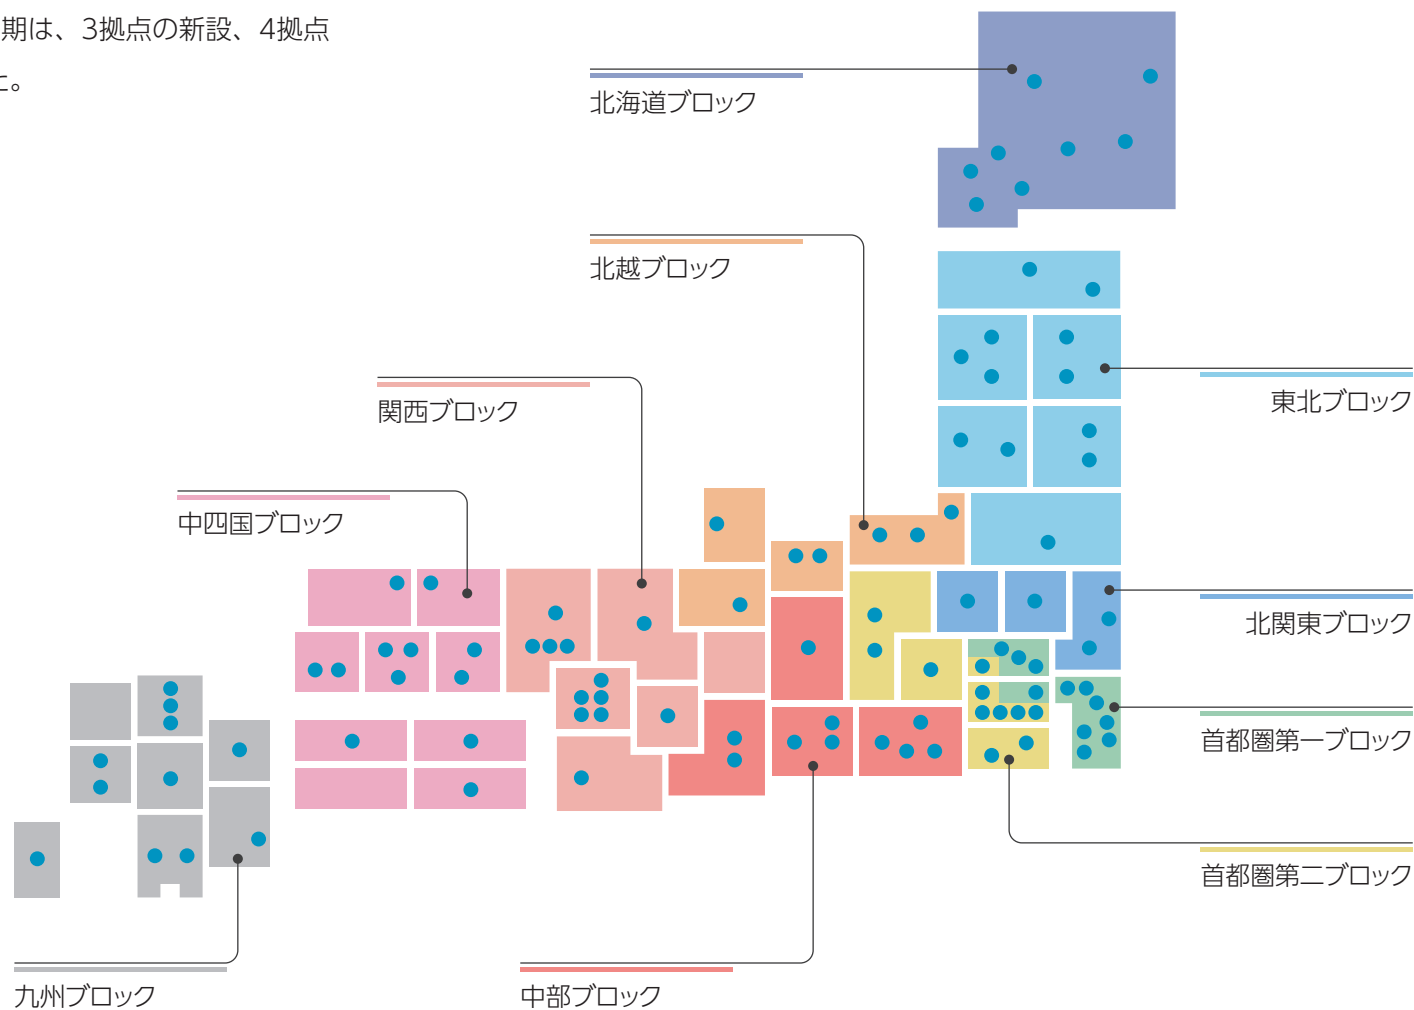 期は、3拠点の新設、4拠点
た。
北海道ブロック
北越ブロック
関西ブロック
東北ブロック
中四国ブロック
北関東ブロック
首都圏第一ブロック
首都圏第二ブロック
九州ブロック
中部ブロック